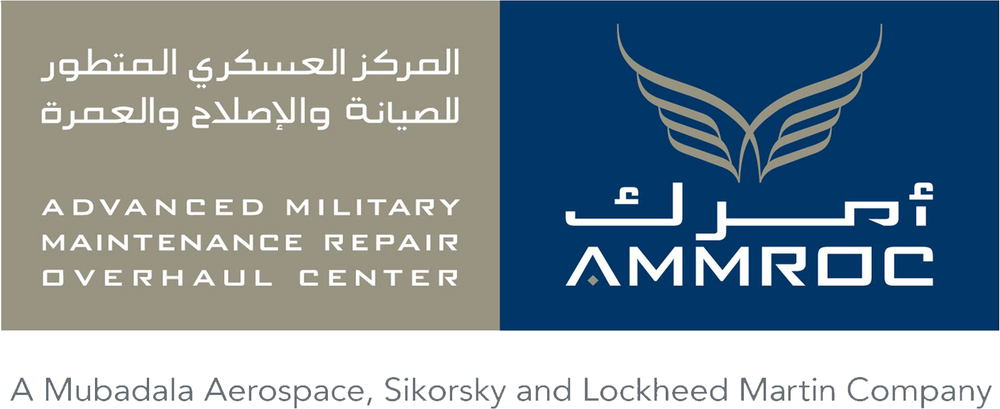 المركز العسكري المتطور
للصيانة والإصلاح والعمرة
ADVANCED MILITARY
MAINTENANCE REPAIR
OVERHAUL CENTER
أمرك
AMMROC
A Mubadala Aerospace, Sikorsky and Lockheed Martin Company